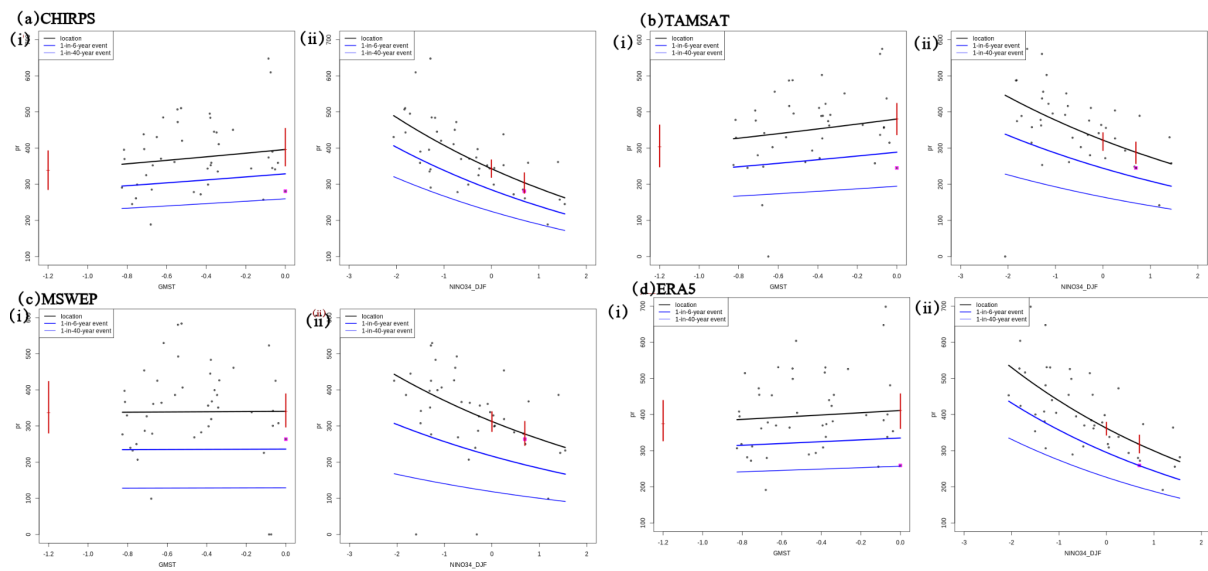 (a)CHIRPS
(i)
location
1-in-6-year event
1-in-40-year event
pr
100 200 300 400 500 600
-1.2 -1.0 -0.8 -0.6 -0.4 -0.2 0.0
GMST
(ii)
location
1-in-6-year event
1-in-40-year event
pr
100 200 300 400 500 600 700
-3 -2 -1 0 1 2
NINO34_DJF
(b)TAMSAT
(i)
location
1-in-6-year event
1-in-40-year event
pr
0 100 200 300 400 500 600
-1.2 -1.0 -0.8 -0.6 -0.4 -0.2 0.0
GMST
(ii)
location
1-in-6-year event
1-in-40-year event
pr
0 100 200 300 400 500 600
-3 -2 -1 0 1 2
NINO34_DJF
(c)MSWEP
(i)
location
1-in-6-year event
1-in-40-year event
pr
0 100 200 300 400 500 600
-1.2 -1.0 -0.8 -0.6 -0.4 -0.2 0.0
GMST
(ii)
(ii)
location
1-in-6-year event
1-in-40-year event
pr
0 100 200 300 400 500 600
-3 -2 -1 0 1 2
NINO34_DJF
(d)ERA5
(i)
location
1-in-6-year event
1-in-40-year event
pr
100 200 300 400 500 600 700
-1.2 -1.0 -0.8 -0.6 -0.4 -0.2 0.0
GMST
(ii)
location
1-in-6-year event
1-in-40-year event
pr
100 200 300 400 500 600 700
-3 -2 -1 0 1 2
NINO34_DJF